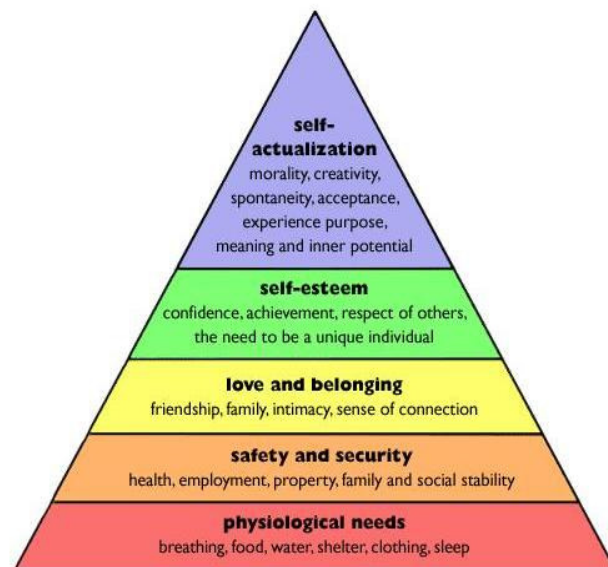 self-
actualization
morality, creativity,
spontaneity, acceptance,
experience purpose,
meaning and inner potential
self-esteem
confidence, achievement, respect of others,
the need to be a unique individual
love and belonging
friendship, family, intimacy, sense of connection
safety and security
health, employment, property, family and social stability
physiological needs
breathing, food, water, shelter, clothing, sleep